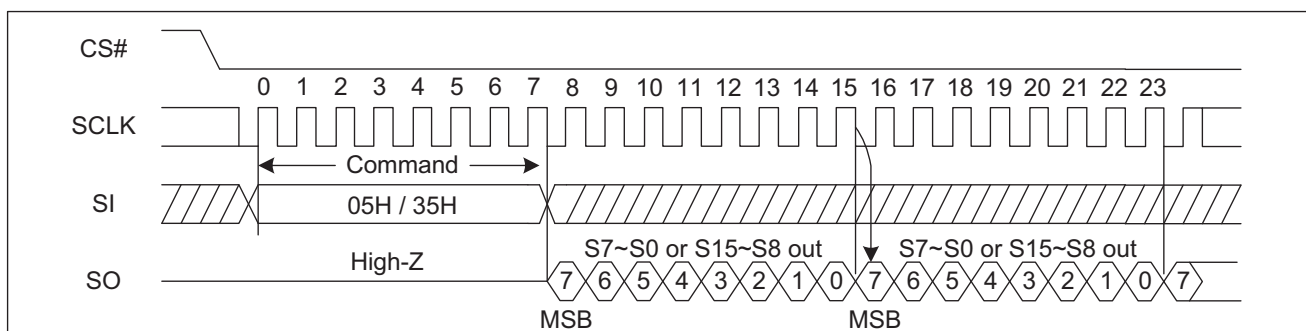 CS#
0 1 2 3 4 5 6 7 8 9 10 11 12 13 14 15 16 17 18 19 20 21 22 23
SCLK
Command
SI
05H / 35H
High-Z
S7~S0 or S15~S8 out S7~S0 or S15~S8 out
SO
7 6 5 4 3 2 1 0 7 6 5 4 3 2 1 0 7
MSB MSB